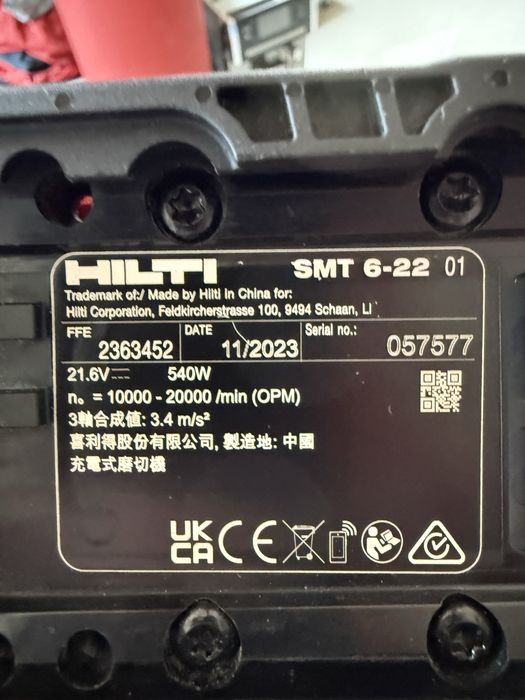 HILTI SMT 6-22 01
Trademark of:/ Made by Hilti in China for:
Hilti Corporation, Feldkircherstrasse 100, 9494 Schaan, LI
FFE DATE Serial no.:
2363452 11/2023 057577
21.6V⎓ 540W
n₀ = 10000 - 20000 /min (OPM)
3軸合成値: 3.4 m/s²
喜利得股份有限公司, 製造地: 中國
充電式磨切機
UK
CA CE